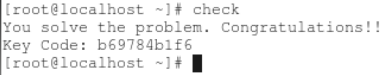 [root@localhost ~]# check
You solve the problem. Congratulations!!
Key Code: b69784b1f6
[root@localhost ~]#